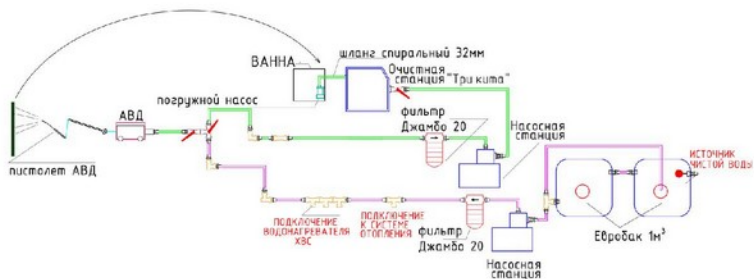 ВАННА
шланг спиральный 32мм
Очистная
станция "Три кита"
погружной насос
АВД
пистолет АВД
фильтр
Джамбо 20
Насосная
станция
ИСТОЧНИК
ЧИСТОЙ ВОДЫ
ПОДКЛЮЧЕНИЕ
ВОДОНАГРЕВАТЕЛЯ
ХВС
ПОДКЛЮЧЕНИЕ
К СИСТЕМЕ
ОТОПЛЕНИЯ
фильтр
Джамбо 20
Насосная
станция
Евробак 1м³